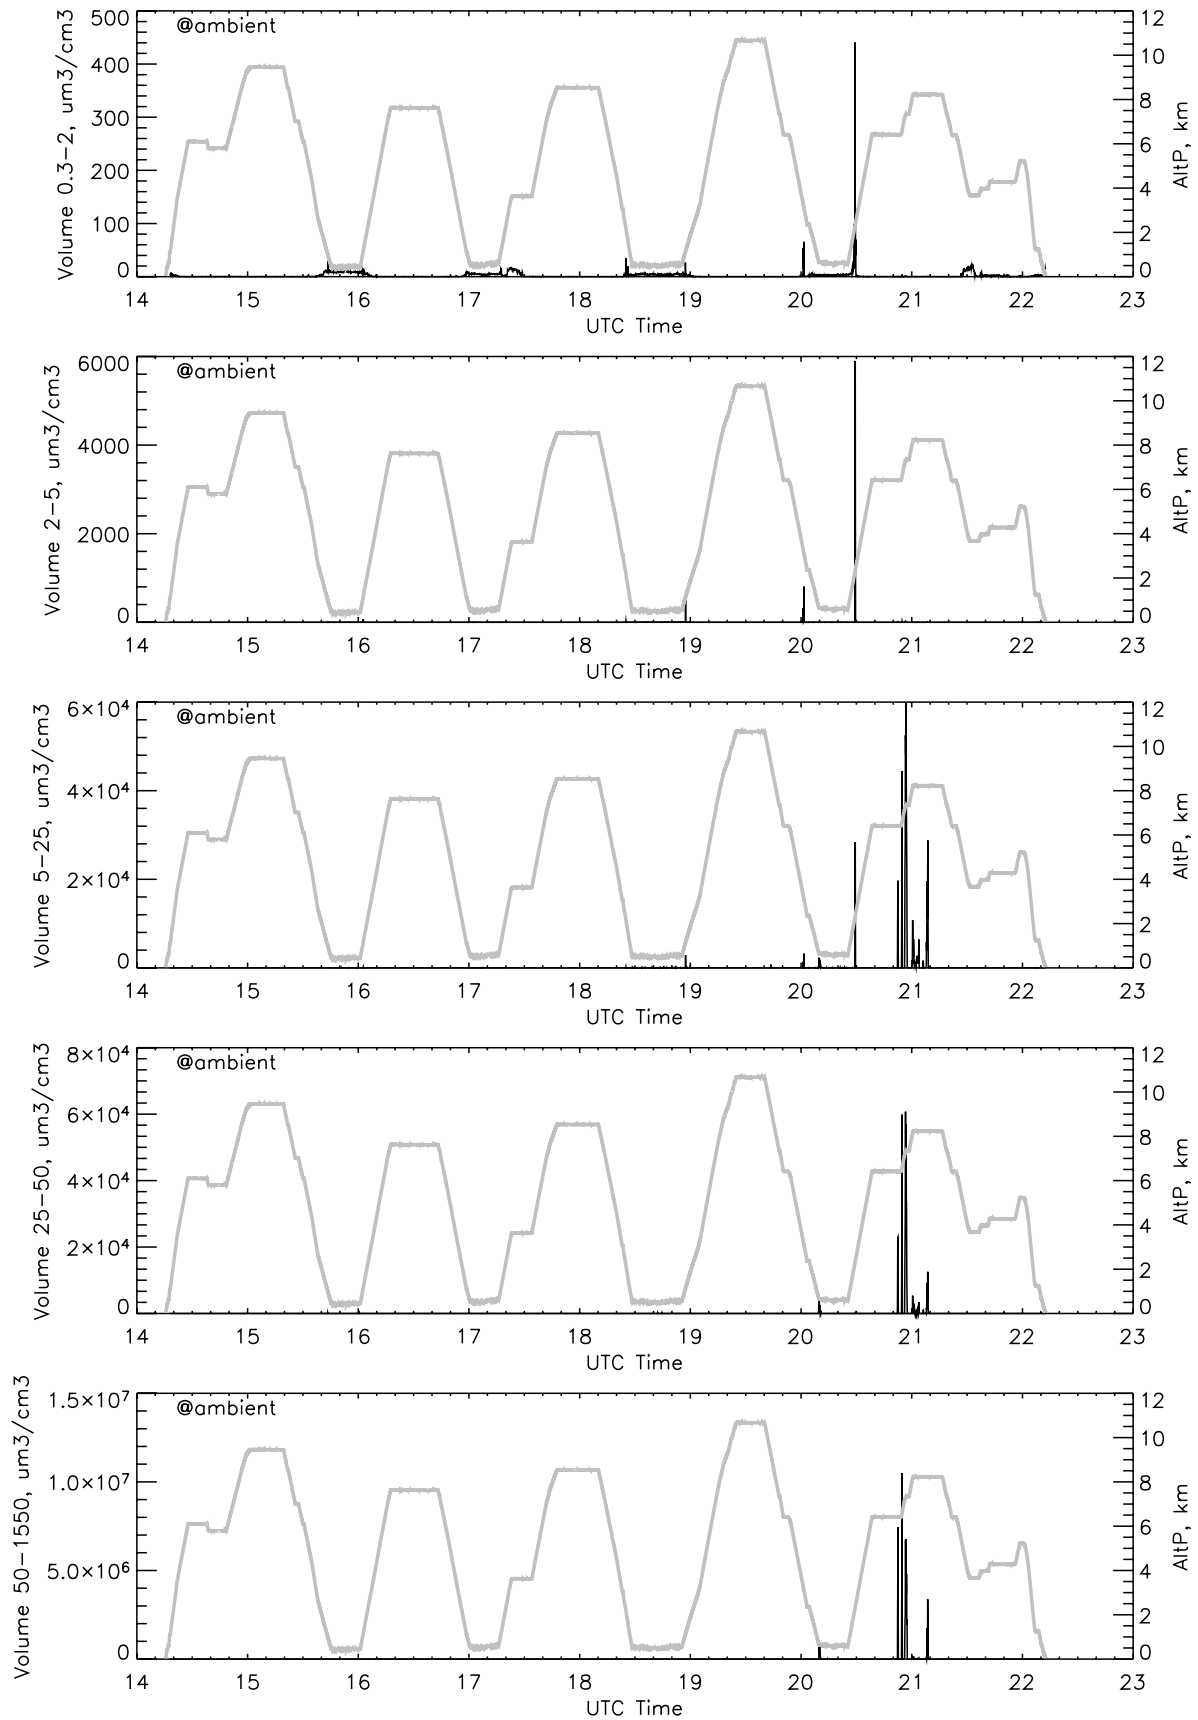 @ambient
Volume 0.3−2, um3/cm3
500
400
300
200
100
0
12
10
8
6
4
2
0
AltP, km
14 15 16 17 18 19 20 21 22 23
UTC Time
@ambient
Volume 2−5, um3/cm3
6000
4000
2000
0
12
10
8
6
4
2
0
AltP, km
14 15 16 17 18 19 20 21 22 23
UTC Time
@ambient
Volume 5−25, um3/cm3
6×10⁴
4×10⁴
2×10⁴
0
12
10
8
6
4
2
0
AltP, km
14 15 16 17 18 19 20 21 22 23
UTC Time
@ambient
Volume 25−50, um3/cm3
8×10⁴
6×10⁴
4×10⁴
2×10⁴
0
12
10
8
6
4
2
0
AltP, km
14 15 16 17 18 19 20 21 22 23
UTC Time
@ambient
Volume 50−1550, um3/cm3
1.5×10⁷
1.0×10⁷
5.0×10⁶
0
12
10
8
6
4
2
0
AltP, km
14 15 16 17 18 19 20 21 22 23
UTC Time